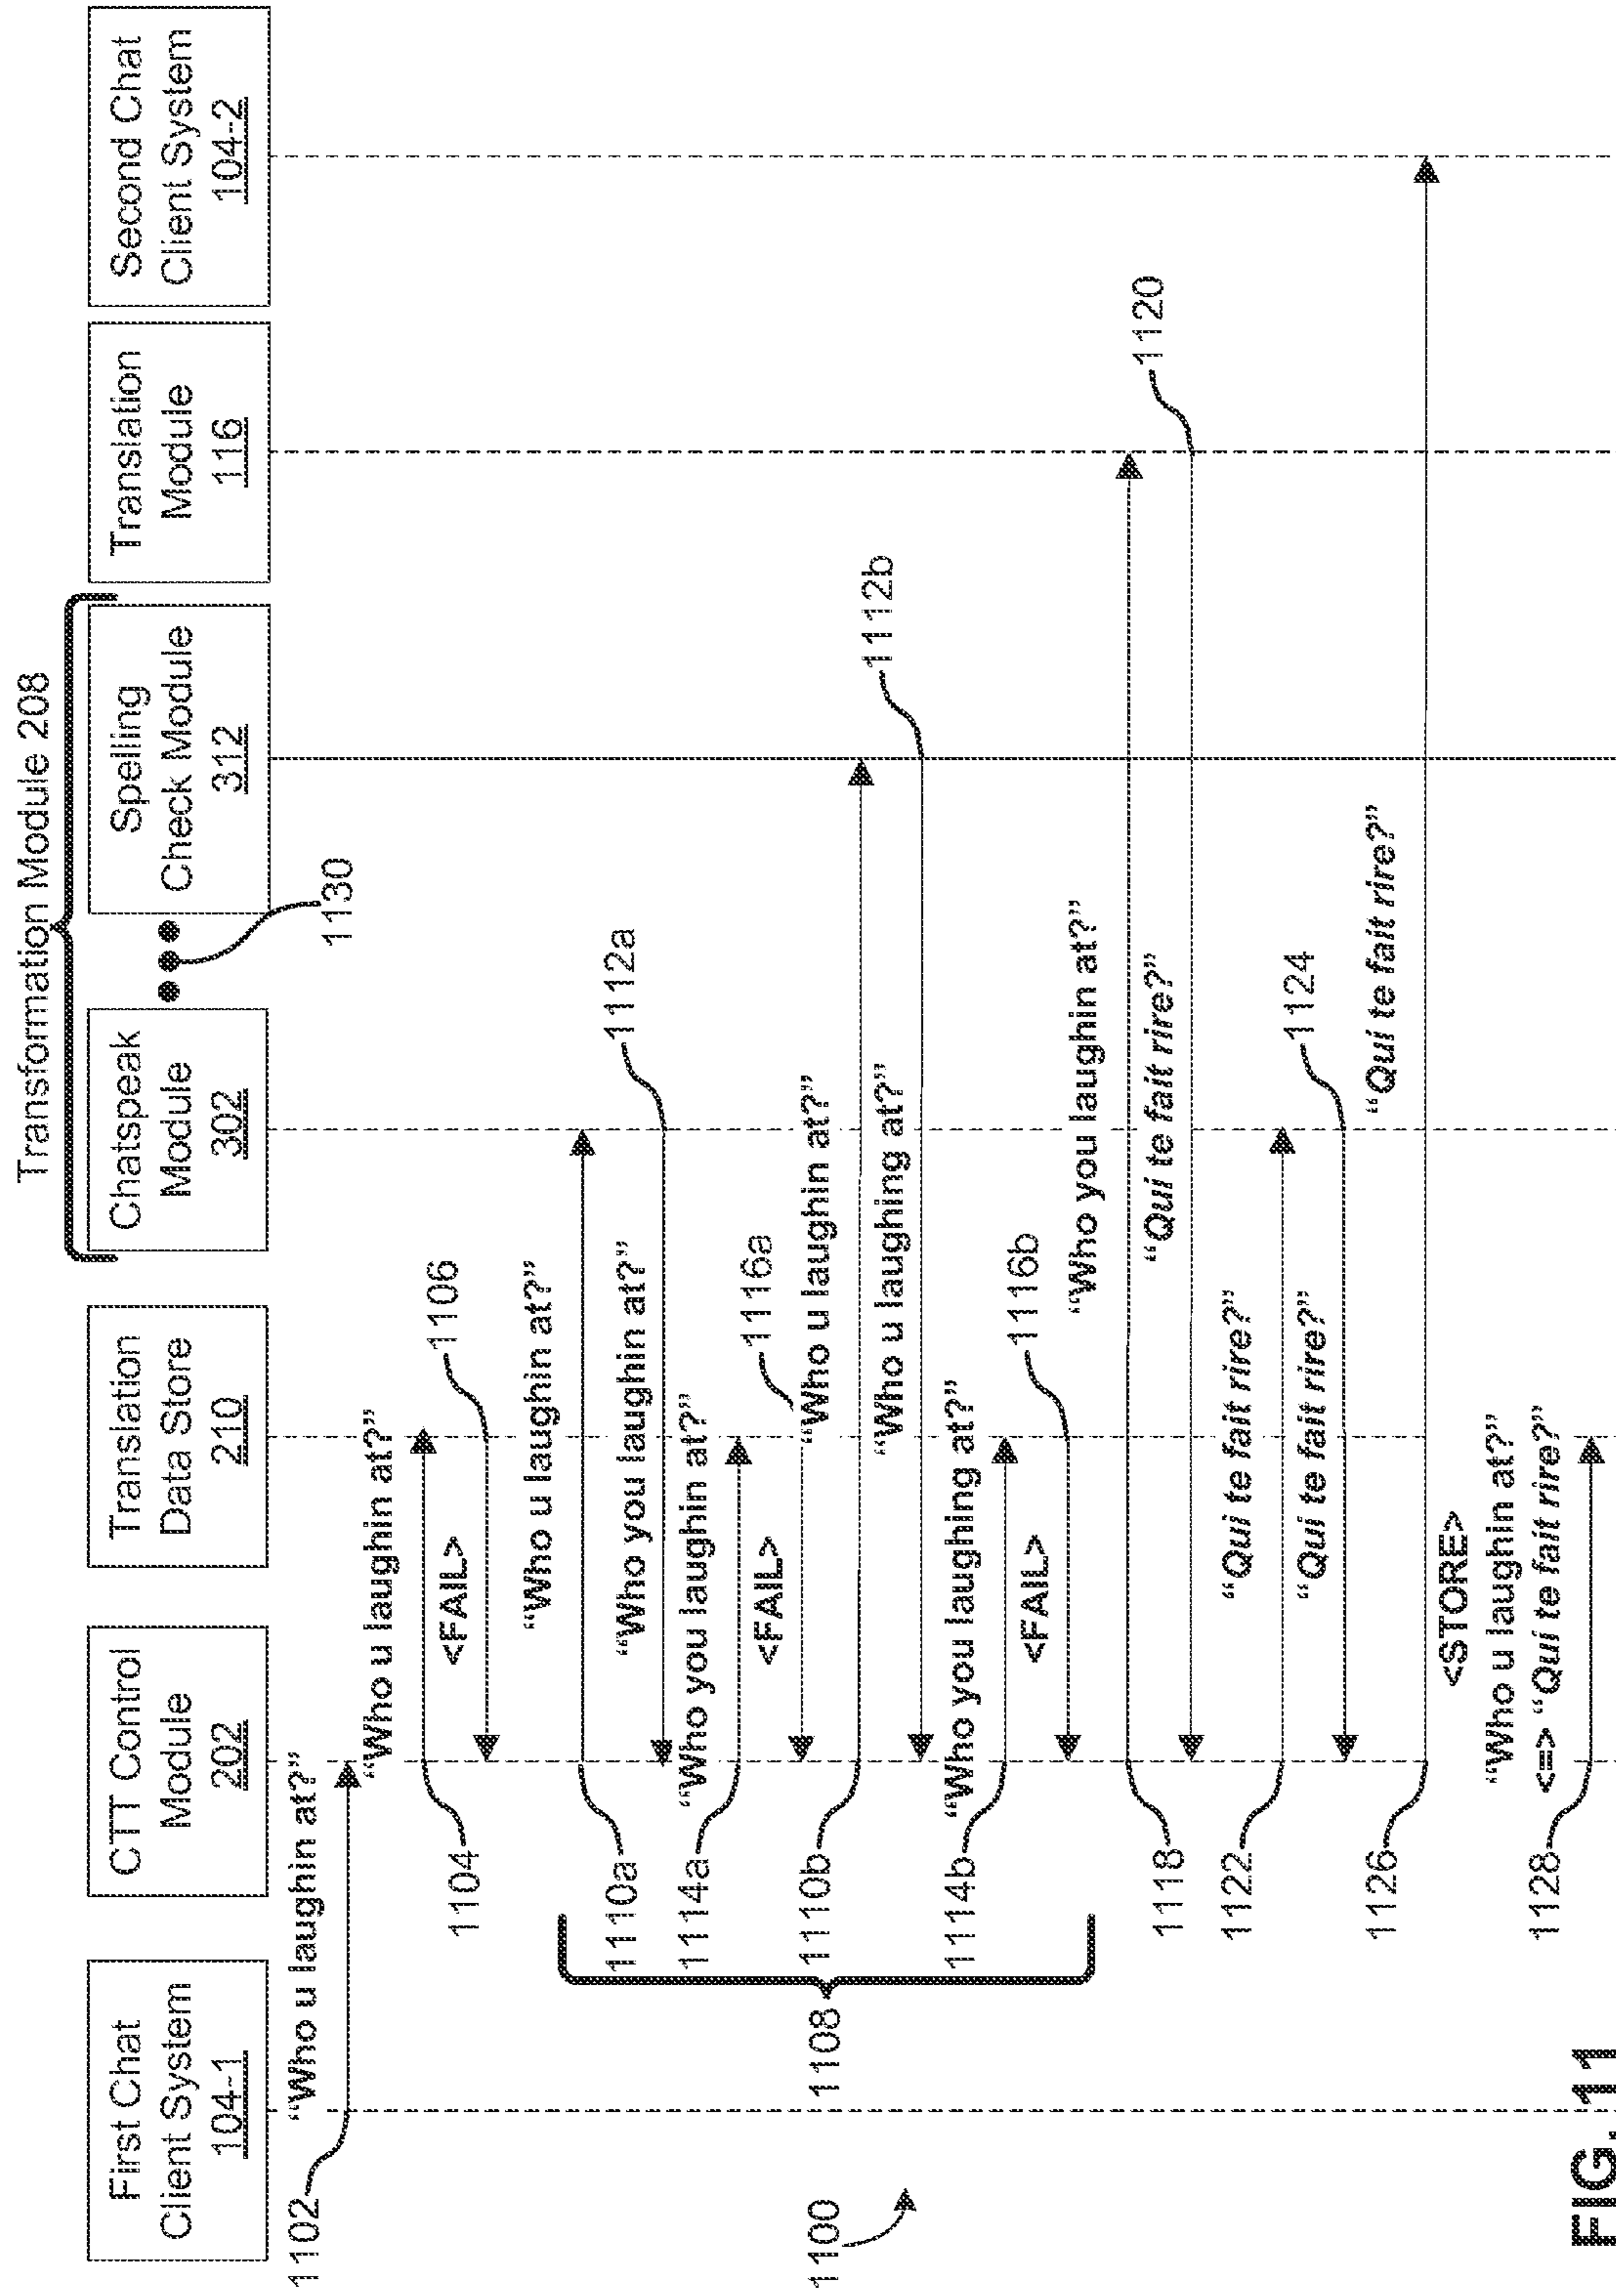 Transformation Module 208
First Chat
Client System
104-1
CTT Control
Module
202
Translation
Data Store
210
Chatspeak
Module
302
Spelling
Check Module
312
Translation
Module
116
Second Chat
Client System
104-2
1130
1102
“Who u laughin at?”
“Who u laughin at?”
1104
<FAIL>
1106
“Who u laughin at?”
1110a
“Who you laughin at?”
1112a
“Who you laughin at?”
1114a
<FAIL>
1116a
“Who u laughin at?”
1110b
“Who u laughing at?”
1112b
“Who you laughing at?”
1114b
<FAIL>
1116b
1108
“Who you laughin at?”
1118
“Qui te fait rire?”
1120
“Qui te fait rire?”
1122
“Qui te fait rire?”
1124
“Qui te fait rire?”
1126
<STORE>
“Who u laughin at?”
<=> “Qui te fait rire?”
1128
1100
FIG. 11